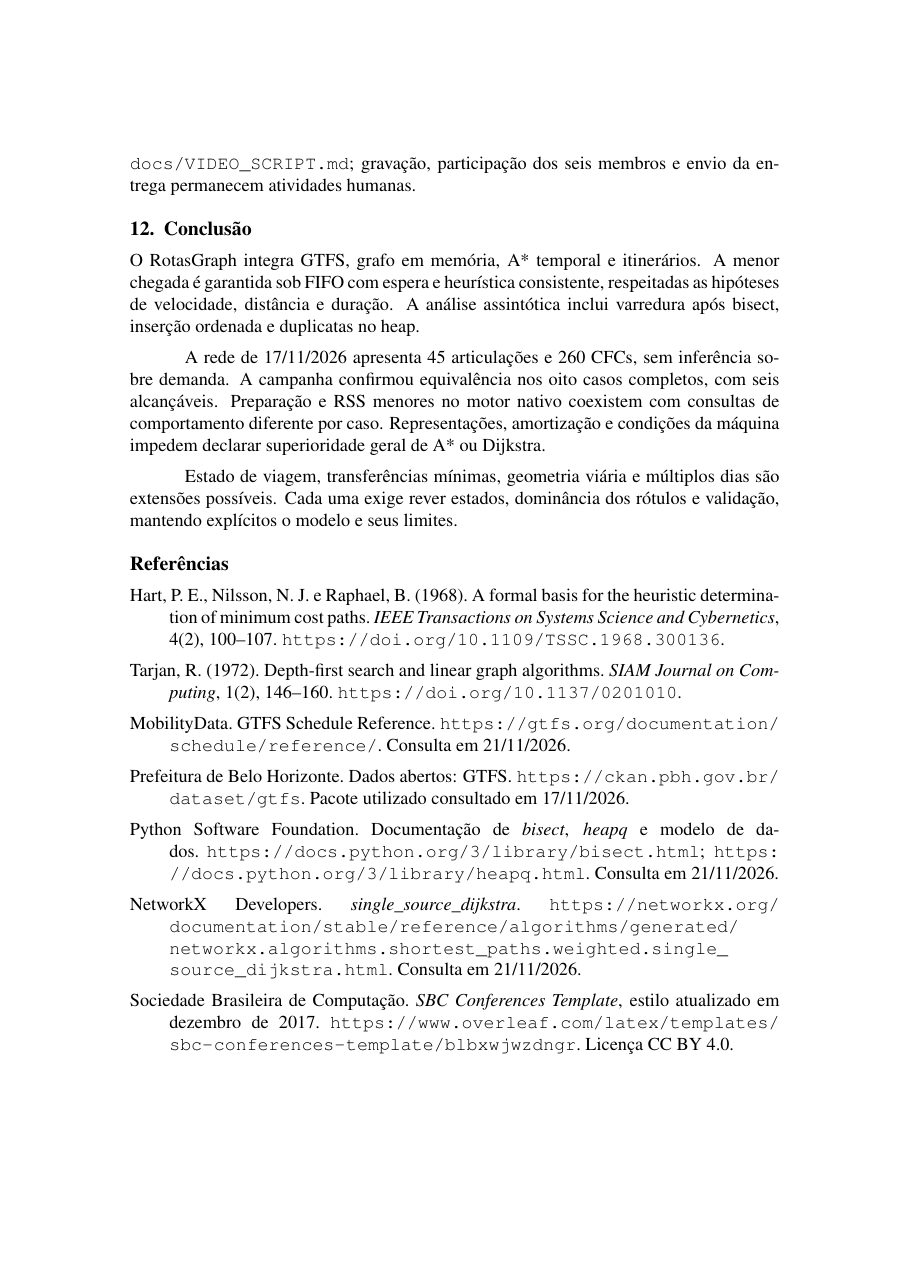 docs/VIDEO_SCRIPT.md; gravação, participação dos seis membros e envio da en-
trega permanecem atividades humanas.
12. Conclusão
O RotasGraph integra GTFS, grafo em memória, A* temporal e itinerários. A menor
chegada é garantida sob FIFO com espera e heurística consistente, respeitadas as hipóteses
de velocidade, distância e duração. A análise assintótica inclui varredura após bisect,
inserção ordenada e duplicatas no heap.
A rede de 17/11/2026 apresenta 45 articulações e 260 CFCs, sem inferência so-
bre demanda. A campanha confirmou equivalência nos oito casos completos, com seis
alcançáveis. Preparação e RSS menores no motor nativo coexistem com consultas de
comportamento diferente por caso. Representações, amortização e condições da máquina
impedem declarar superioridade geral de A* ou Dijkstra.
Estado de viagem, transferências mínimas, geometria viária e múltiplos dias são
extensões possíveis. Cada uma exige rever estados, dominância dos rótulos e validação,
mantendo explícitos o modelo e seus limites.
Referências
Hart, P. E., Nilsson, N. J. e Raphael, B. (1968). A formal basis for the heuristic determina-
tion of minimum cost paths. IEEE Transactions on Systems Science and Cybernetics,
4(2), 100–107. https://doi.org/10.1109/TSSC.1968.300136.
Tarjan, R. (1972). Depth-first search and linear graph algorithms. SIAM Journal on Com-
puting, 1(2), 146–160. https://doi.org/10.1137/0201010.
MobilityData. GTFS Schedule Reference. https://gtfs.org/documentation/
schedule/reference/. Consulta em 21/11/2026.
Prefeitura de Belo Horizonte. Dados abertos: GTFS. https://ckan.pbh.gov.br/
dataset/gtfs. Pacote utilizado consultado em 17/11/2026.
Python Software Foundation. Documentação de bisect, heapq e modelo de da-
dos. https://docs.python.org/3/library/bisect.html; https:
//docs.python.org/3/library/heapq.html. Consulta em 21/11/2026.
NetworkX Developers. single_source_dijkstra. https://networkx.org/
documentation/stable/reference/algorithms/generated/
networkx.algorithms.shortest_paths.weighted.single_
source_dijkstra.html. Consulta em 21/11/2026.
Sociedade Brasileira de Computação. SBC Conferences Template, estilo atualizado em
dezembro de 2017. https://www.overleaf.com/latex/templates/
sbc-conferences-template/blbxwjwzdngr. Licença CC BY 4.0.